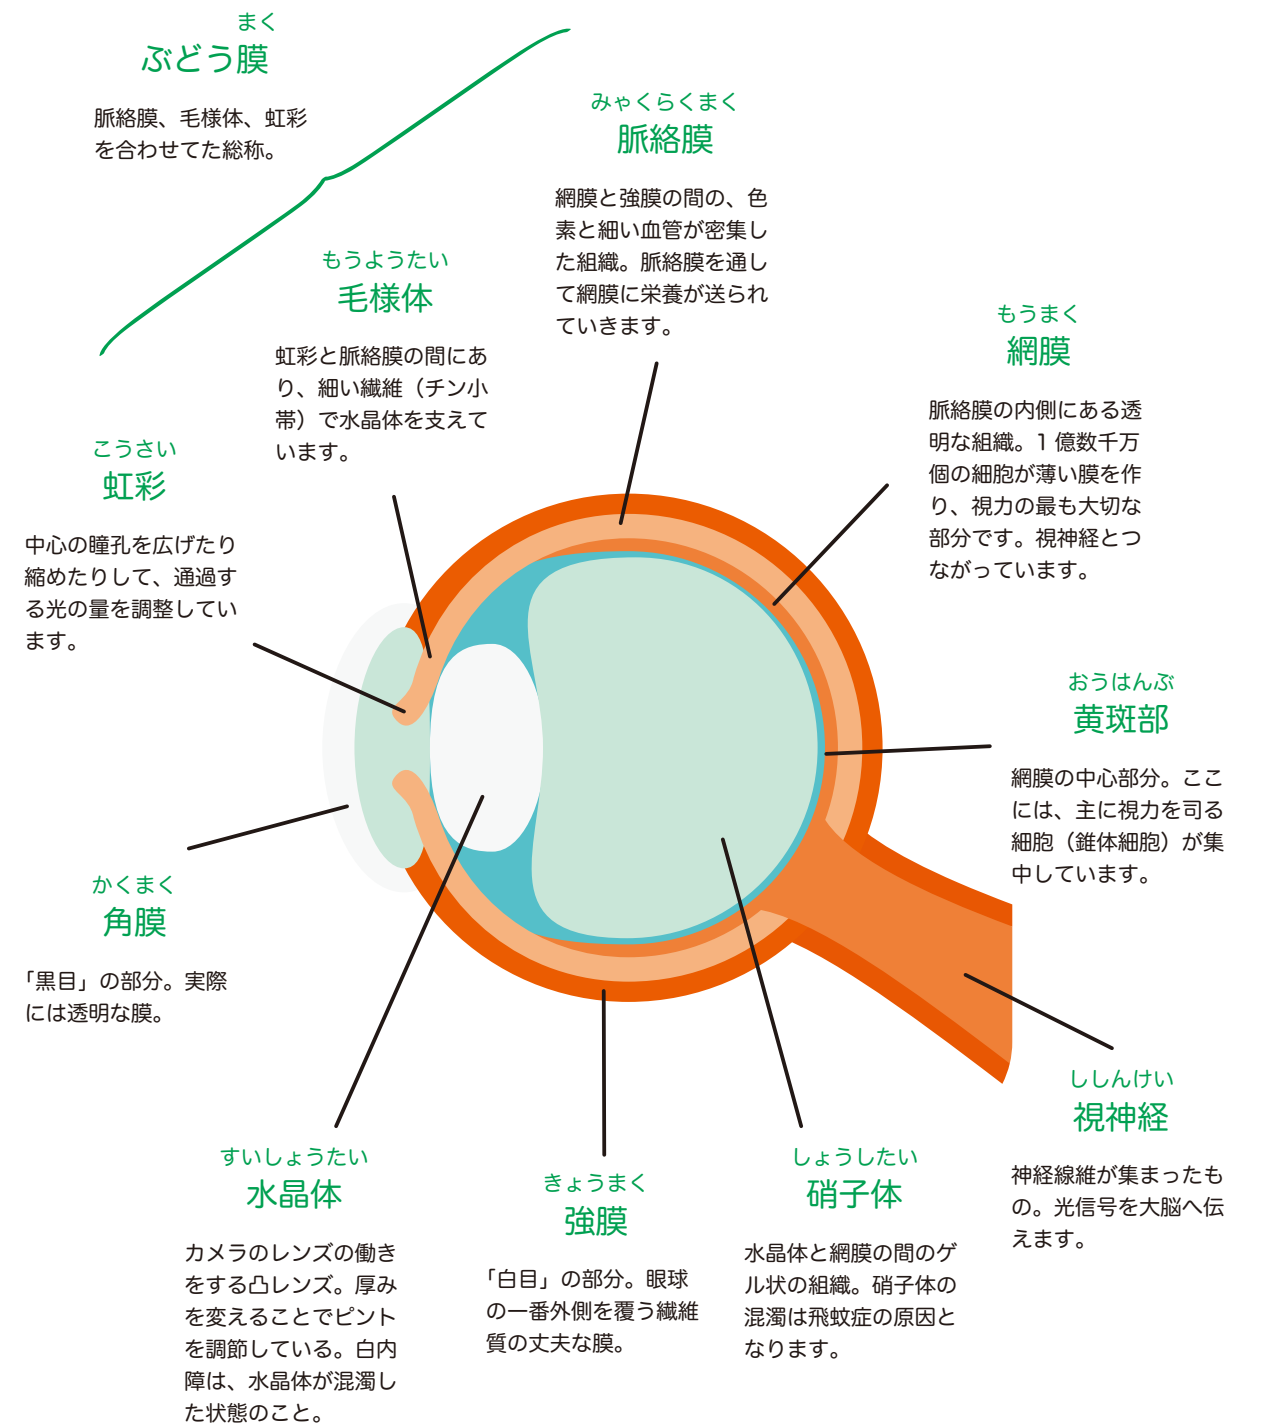 まく
ぶどう膜
脈絡膜、毛様体、虹彩
を合わせてた総称。
みゃくらくまく
脈絡膜
網膜と強膜の間の、色
素と細い血管が密集し
た組織。脈絡膜を通し
て網膜に栄養が送られ
ていきます。
もうようたい
毛様体
虹彩と脈絡膜の間にあ
り、細い繊維（チン小
帯）で水晶体を支えて
います。
もうまく
網膜
脈絡膜の内側にある透
明な組織。1 億数千万
個の細胞が薄い膜を作
り、視力の最も大切な
部分です。視神経とつ
ながっています。
こうさい
虹彩
中心の瞳孔を広げたり
縮めたりして、通過す
る光の量を調整してい
ます。
おうはんぶ
黄斑部
網膜の中心部分。ここ
には、主に視力を司る
細胞（錐体細胞）が集
中しています。
かくまく
角膜
「黒目」の部分。実際
には透明な膜。
ししんけい
視神経
神経線維が集まったも
の。光信号を大脳へ伝
えます。
すいしょうたい
水晶体
カメラのレンズの働き
をする凸レンズ。厚み
を変えることでピント
を調節している。白内
障は、水晶体が混濁し
た状態のこと。
きょうまく
強膜
「白目」の部分。眼球
の一番外側を覆う繊維
質の丈夫な膜。
しょうしたい
硝子体
水晶体と網膜の間のゲ
ル状の組織。硝子体の
混濁は飛蚊症の原因と
なります。